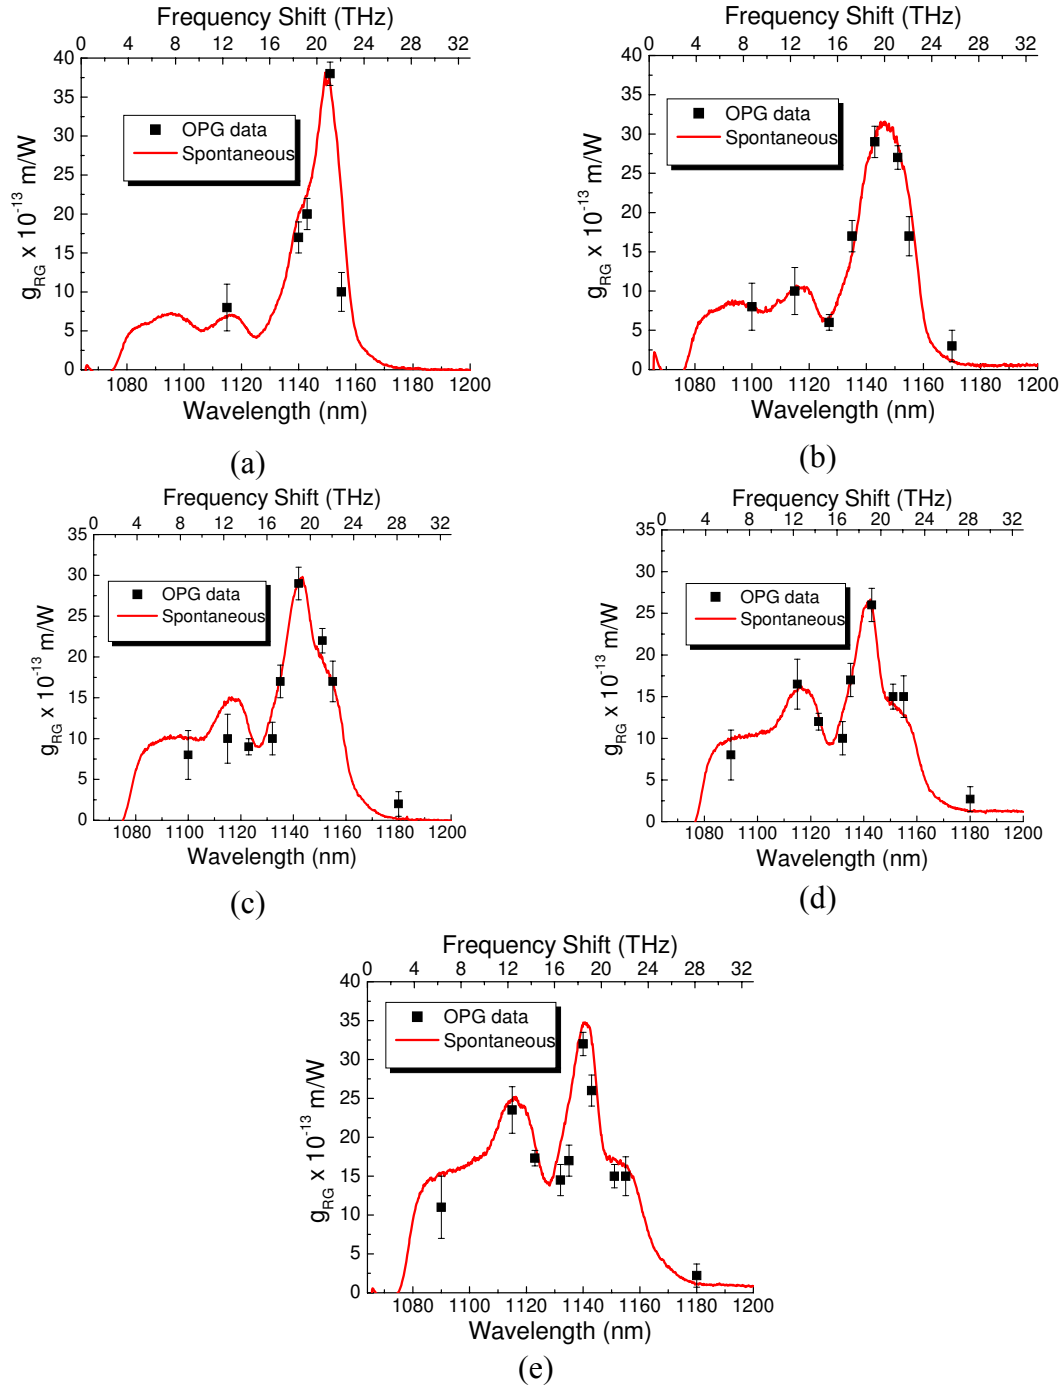 Frequency Shift (THz)
0 4 8 12 16 20 24 28 32
40
35
30
25
20
15
10
5
0
g_RG x 10^-13 m/W
OPG data
Spontaneous
1080 1100 1120 1140 1160 1180 1200
Wavelength (nm)
(a)
Frequency Shift (THz)
0 4 8 12 16 20 24 28 32
40
35
30
25
20
15
10
5
0
g_RG x 10^-13 m/W
OPG data
Spontaneous
1080 1100 1120 1140 1160 1180 1200
Wavelength (nm)
(b)
Frequency Shift (THz)
0 4 8 12 16 20 24 28 32
35
30
25
20
15
10
5
0
g_RG x 10^-13 m/W
OPG data
Spontaneous
1080 1100 1120 1140 1160 1180 1200
Wavelength (nm)
(c)
Frequency Shift (THz)
0 4 8 12 16 20 24 28 32
35
30
25
20
15
10
5
0
g_RG x 10^-13 m/W
OPG data
Spontaneous
1080 1100 1120 1140 1160 1180 1200
Wavelength (nm)
(d)
Frequency Shift (THz)
0 4 8 12 16 20 24 28 32
40
35
30
25
20
15
10
5
0
g_RG x 10^-13 m/W
OPG data
Spontaneous
1080 1100 1120 1140 1160 1180 1200
Wavelength (nm)
(e)